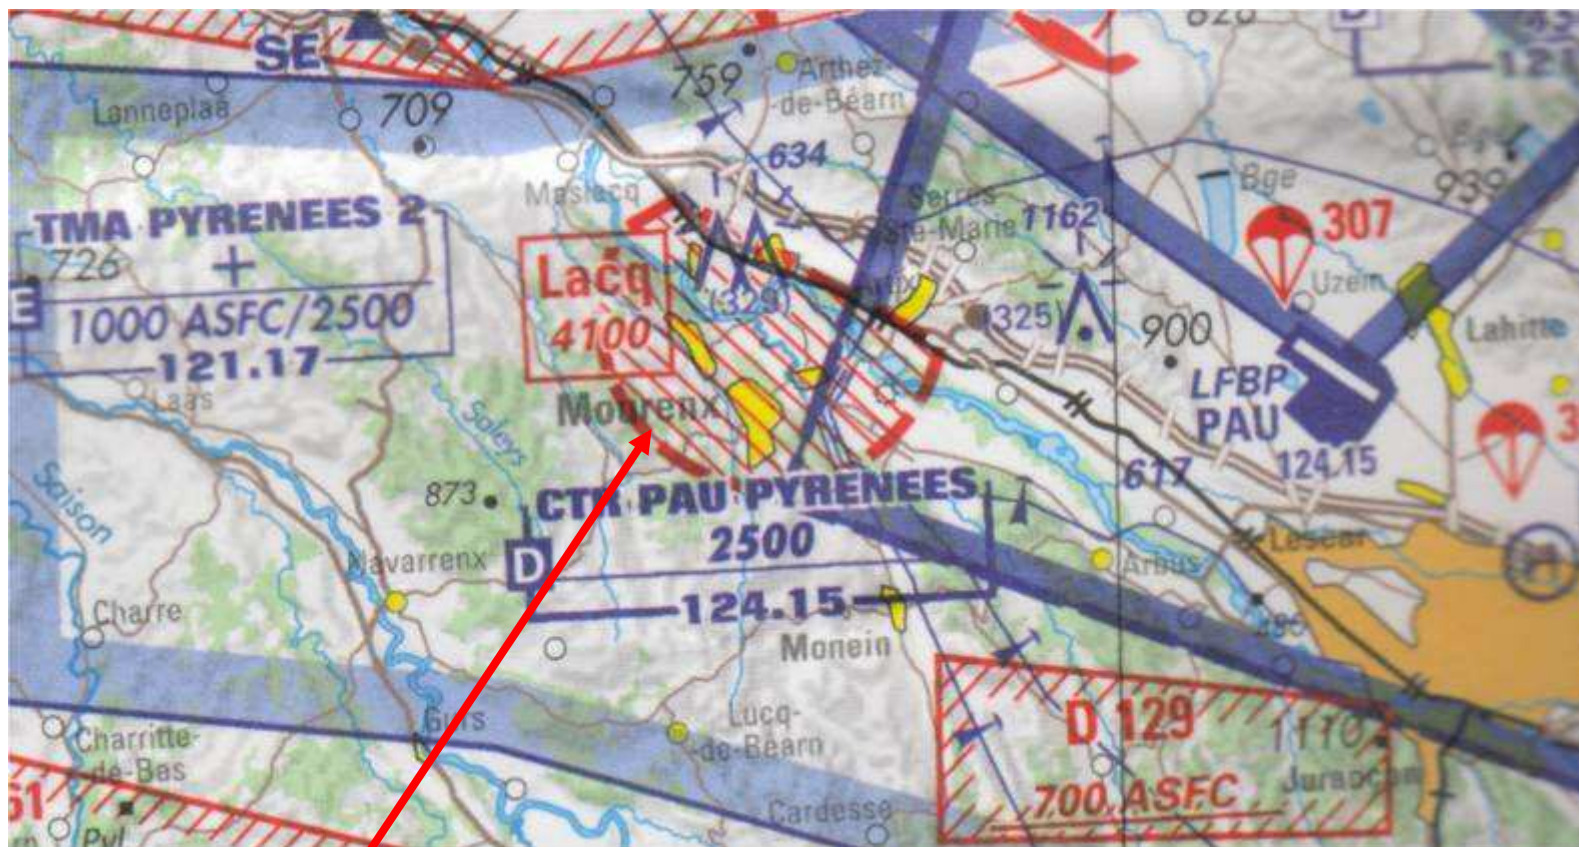 SE
Lanneplaà
709
759
Arthez-
-de-Béarn
634
Maslacq
TMA PYRENEES 2
+
726
E
1000 ASFC/2500
121.17
Laas
Saleys
Saison
Lacq
4100
(329)
Serres-
Ste-Marie
1162
Bge
939
307
Uzein
(325)
900
Lahitte
LFBP
PAU
124.15
Mourenx
617
873
CTR PAU PYRENEES
2500
D
124.15
Navarrenx
Charre
Monein
Arbus
Lescar
D 129
700 ASFC
1110
Jurançon
Gurs
Lucq-
-de-Béarn
Charritte-
-de-Bas
Cardesse
61